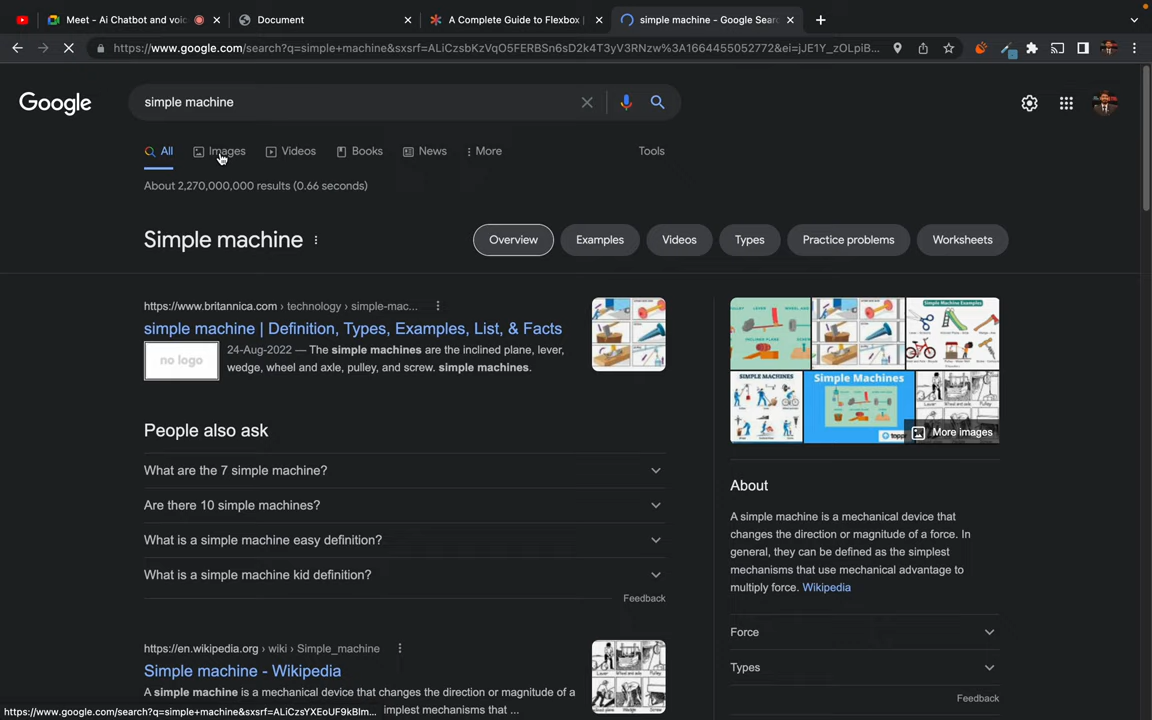 Meet - Ai Chatbot and voic
Document
A Complete Guide to Flexbox
simple machine - Google Sear
https://www.google.com/search?q=simple+machine&sxsrf=ALiCzsbKzVqO5FERBSn6sD2k4T3yV3RNzw%3A1664455052772&ei=jJE1Y_zOLpiB...
Google
simple machine
All
Images
Videos
Books
News
More
Tools
About 2,270,000,000 results (0.66 seconds)
Simple machine
Overview
Examples
Videos
Types
Practice problems
Worksheets
https://www.britannica.com › technology › simple-mac...
simple machine | Definition, Types, Examples, List, & Facts
no logo
24-Aug-2022 — The simple machines are the inclined plane, lever,
wedge, wheel and axle, pulley, and screw. simple machines.
People also ask
What are the 7 simple machine?
Are there 10 simple machines?
What is a simple machine easy definition?
What is a simple machine kid definition?
Feedback
https://en.wikipedia.org › wiki › Simple_machine
Simple machine - Wikipedia
A simple machine is a mechanical device that changes the direction or magnitude of a
implest mechanisms that ...
Simple Machine Examples
SIMPLE MACHINES
Simple Machines
toppr
More images
About
A simple machine is a mechanical device that
changes the direction or magnitude of a force. In
general, they can be defined as the simplest
mechanisms that use mechanical advantage to
multiply force. Wikipedia
Force
Types
Feedback
https://www.google.com/search?q=simple+machine&sxsrf=ALiCzsYXEoUF9kBlm...